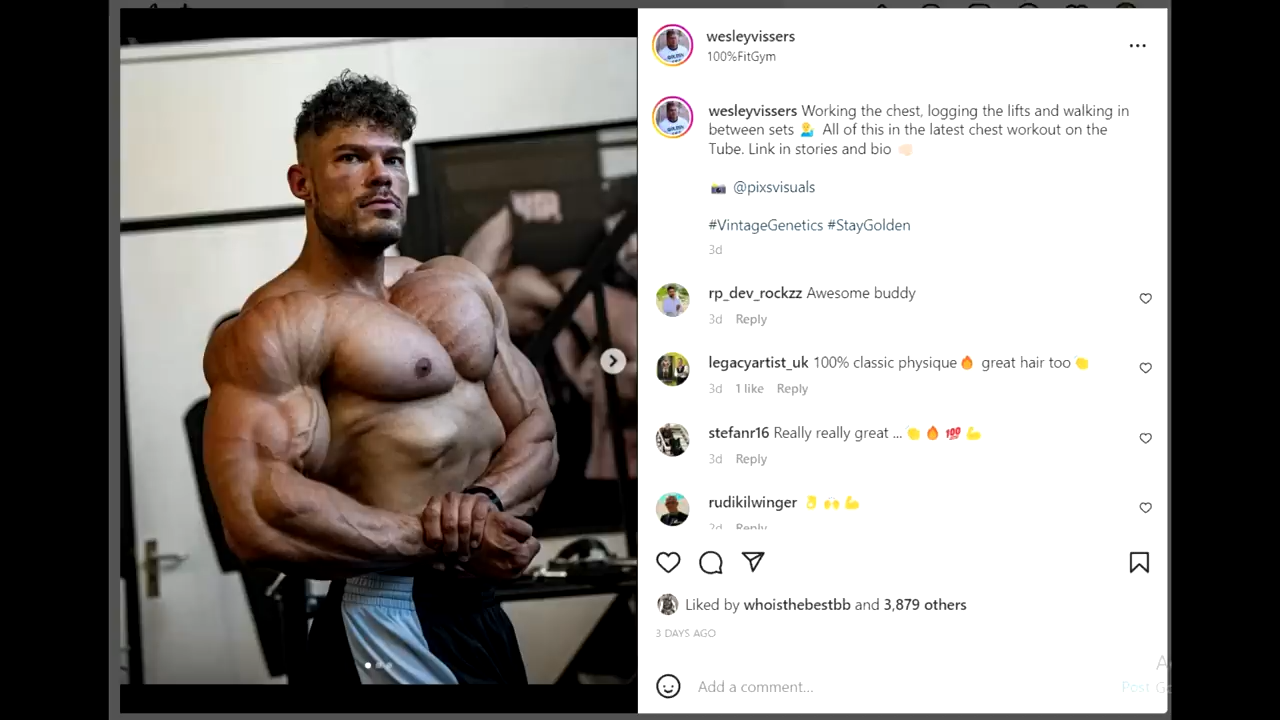 wesleyvissers
100%FitGym
wesleyvissers Working the chest, logging the lifts and walking in
between sets 🤷‍♂️ All of this in the latest chest workout on the
Tube. Link in stories and bio 👊🏻
📸 @pixsvisuals
#VintageGenetics #StayGolden
3d
rp_dev_rockzz Awesome buddy
3d Reply
legacyartist_uk 100% classic physique🔥 great hair too👏
3d 1 like Reply
stefanr16 Really really great ... 👏🔥💯💪
3d Reply
rudikilwinger 👌🙌💪
Reply
Liked by whoisthebestbb and 3,879 others
3 DAYS AGO
Add a comment...
Post